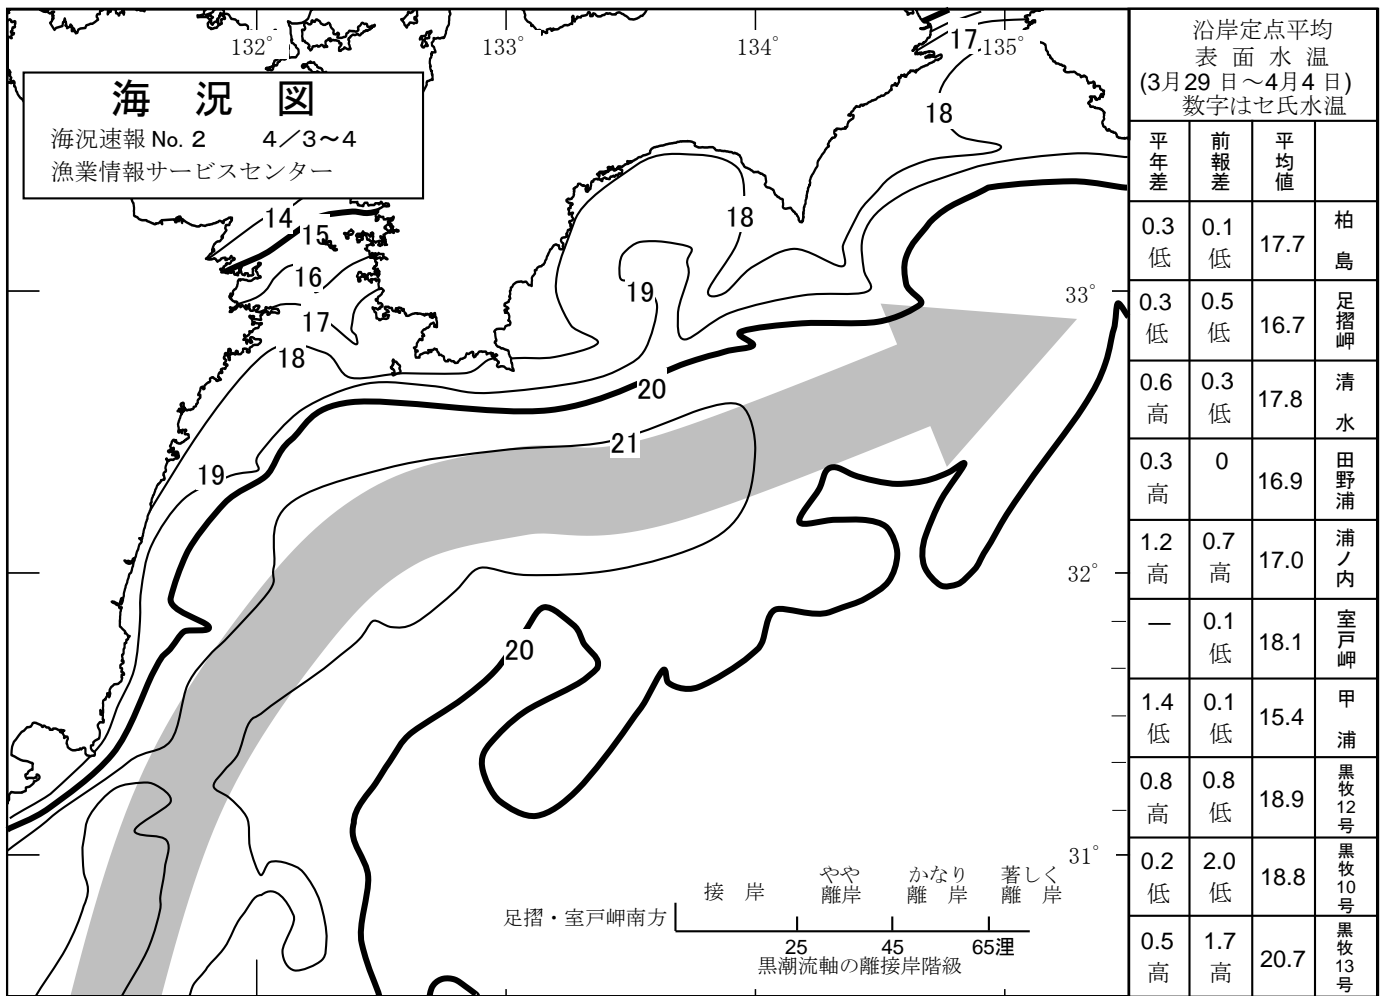 132°
133°
134°
135°
海 況 図
海況速報 No. 2 4／3～4
漁業情報サービスセンター
17
18
14
15
16
17
18
18
19
20
21
19
20
33°
32°
31°
接 岸
やや
離岸
かなり
離 岸
著しく
離 岸
足摺・室戸岬南方
25 45 65浬
黒潮流軸の離接岸階級
沿岸定点平均
表 面 水 温
(3月29 日～4月4 日)
数字はセ氏水温
平年差 前報差 平均値
0.3低 0.1低 17.7 柏島
0.3低 0.5低 16.7 足摺岬
0.6高 0.3低 17.8 清水
0.3高 0 16.9 田野浦
1.2高 0.7高 17.0 浦ノ内
― 0.1低 18.1 室戸岬
1.4低 0.1低 15.4 甲浦
0.8高 0.8低 18.9 黒牧12号
0.2低 2.0低 18.8 黒牧10号
0.5高 1.7高 20.7 黒牧13号